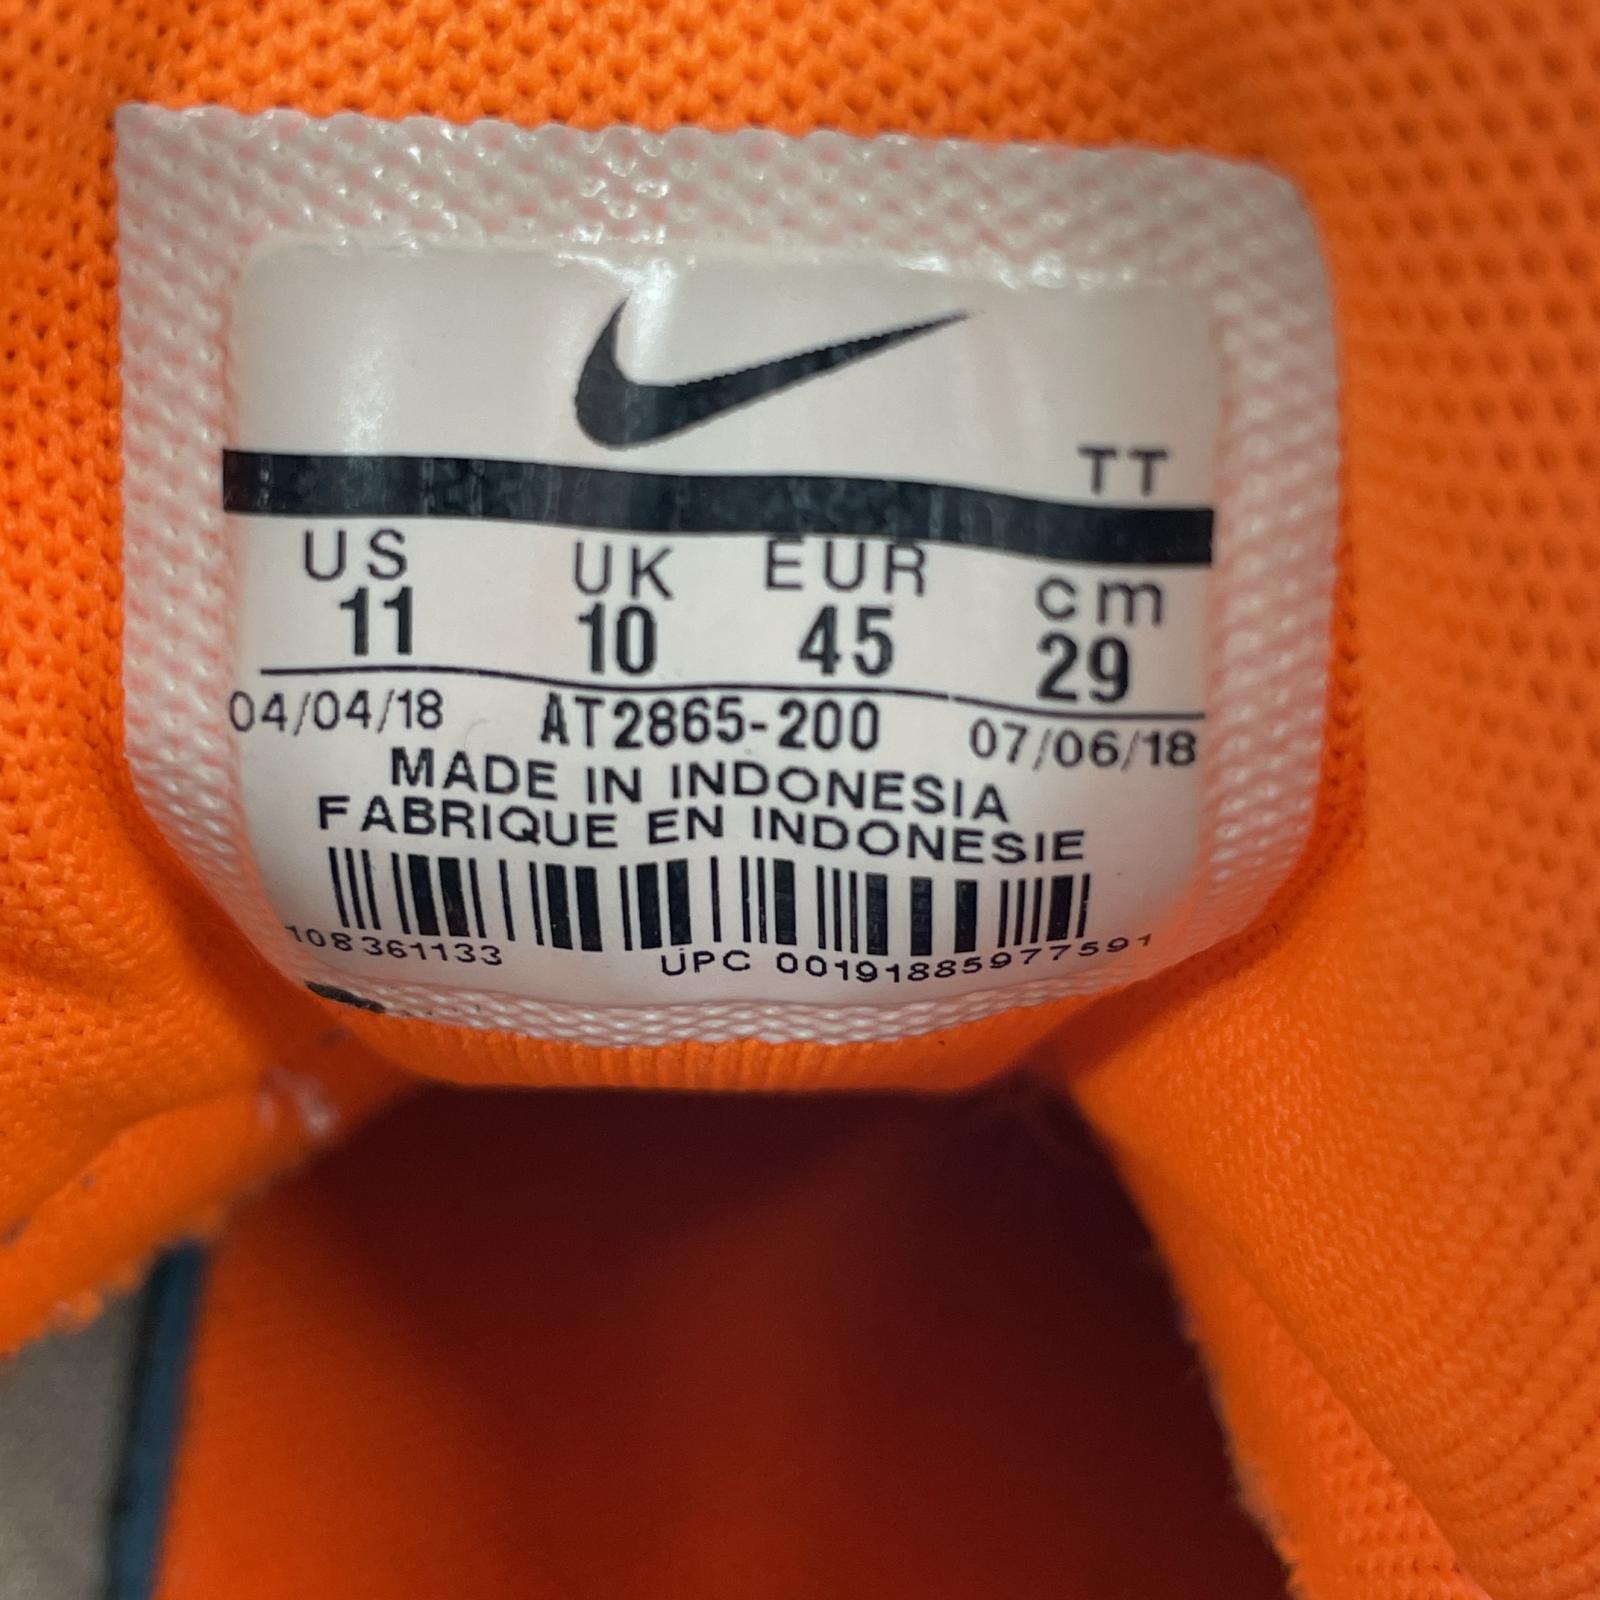 TT
US UK EUR cm
11 10 45 29
04/04/18 AT2865-200 07/06/18
MADE IN INDONESIA
FABRIQUE EN INDONESIE
108361133 UPC 00191885977591